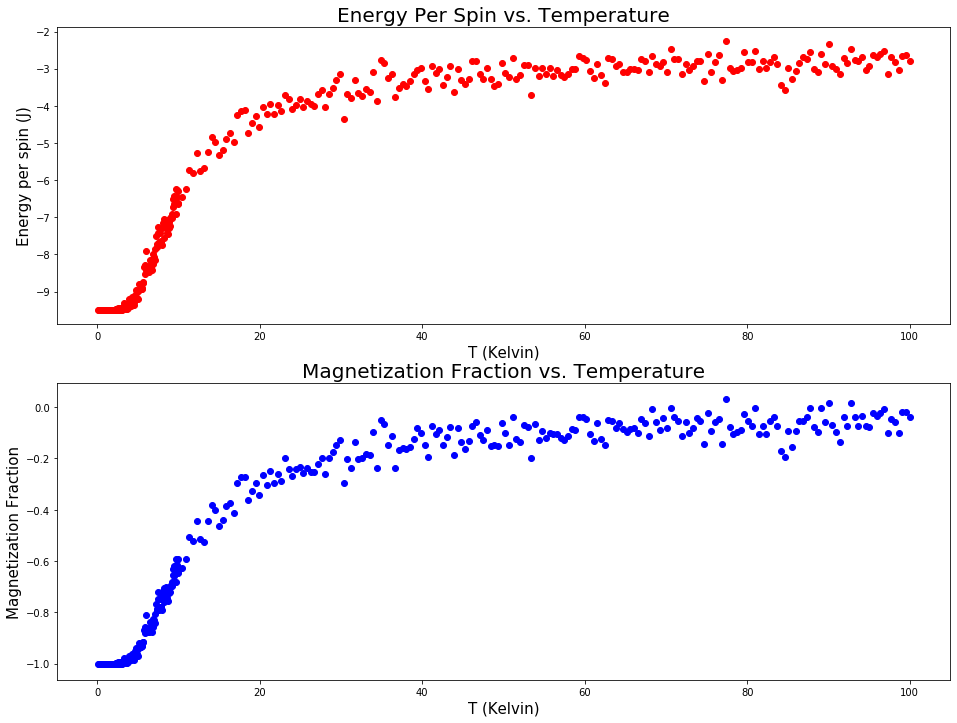 Energy Per Spin vs. Temperature
−2
−3
−4
−5
−6
−7
−8
−9
Energy per spin (J)
0 20 40 60 80 100
T (Kelvin)
Magnetization Fraction vs. Temperature
0.0
−0.2
−0.4
−0.6
−0.8
−1.0
Magnetization Fraction
0 20 40 60 80 100
T (Kelvin)